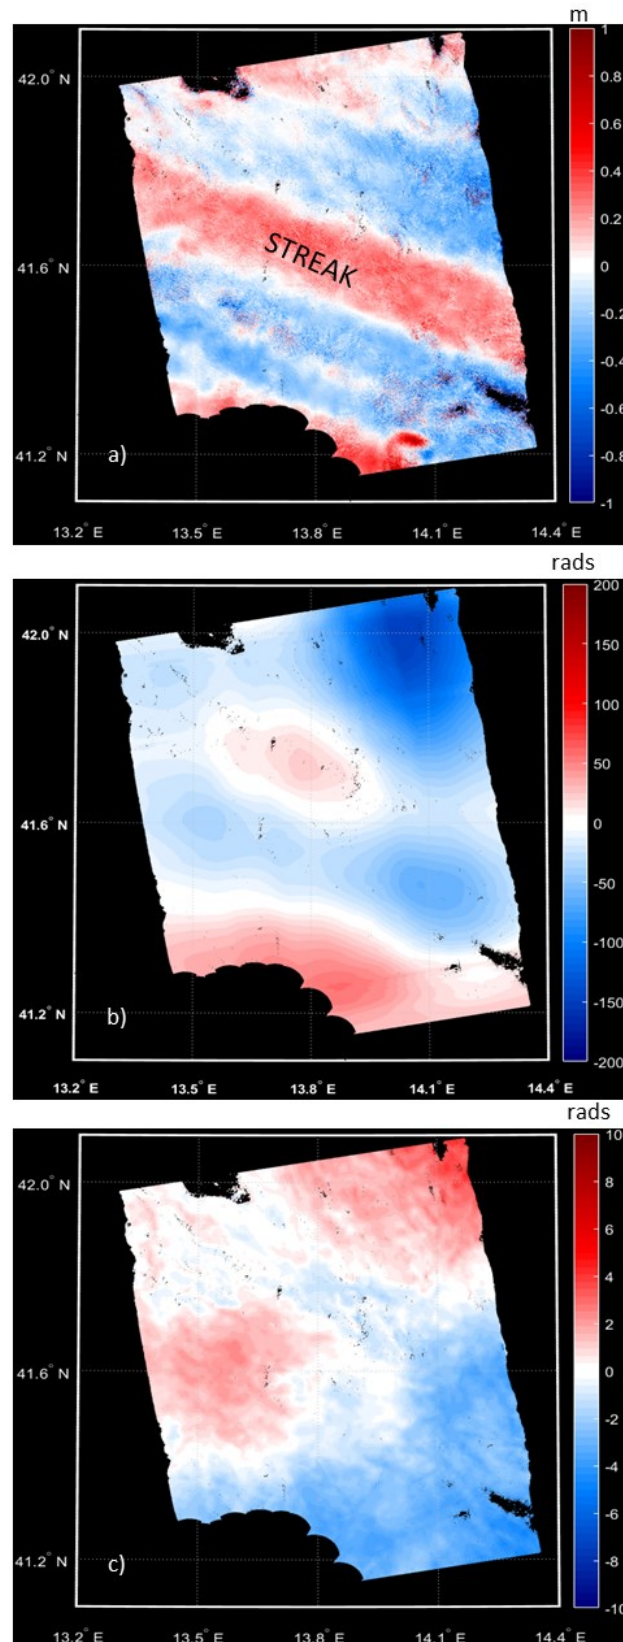 m
1
0.8
0.6
0.4
0.2
0
-0.2
-0.4
-0.6
-0.8
-1
42.0° N
41.6° N
41.2° N
STREAK
a)
13.2° E 13.5° E 13.8° E 14.1° E 14.4° E
rads
200
150
100
50
0
-50
-100
-150
-200
42.0° N
41.6° N
41.2° N
b)
13.2° E 13.5° E 13.8° E 14.1° E 14.4° E
rads
10
8
6
4
2
0
-2
-4
-6
-8
-10
42.0° N
41.6° N
41.2° N
c)
13.2° E 13.5° E 13.8° E 14.1° E 14.4° E